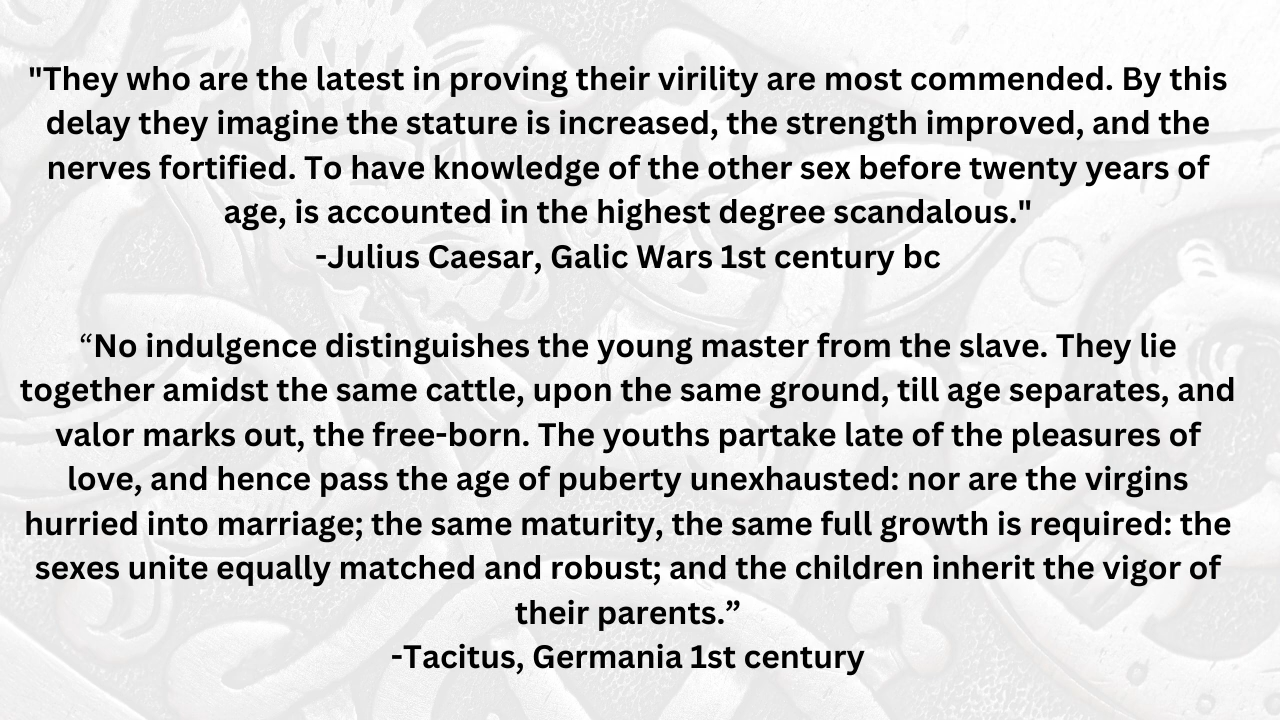 "They who are the latest in proving their virility are most commended. By this
delay they imagine the stature is increased, the strength improved, and the
nerves fortified. To have knowledge of the other sex before twenty years of
age, is accounted in the highest degree scandalous."
-Julius Caesar, Galic Wars 1st century bc
“No indulgence distinguishes the young master from the slave. They lie
together amidst the same cattle, upon the same ground, till age separates, and
valor marks out, the free-born. The youths partake late of the pleasures of
love, and hence pass the age of puberty unexhausted: nor are the virgins
hurried into marriage; the same maturity, the same full growth is required: the
sexes unite equally matched and robust; and the children inherit the vigor of
their parents.”
-Tacitus, Germania 1st century